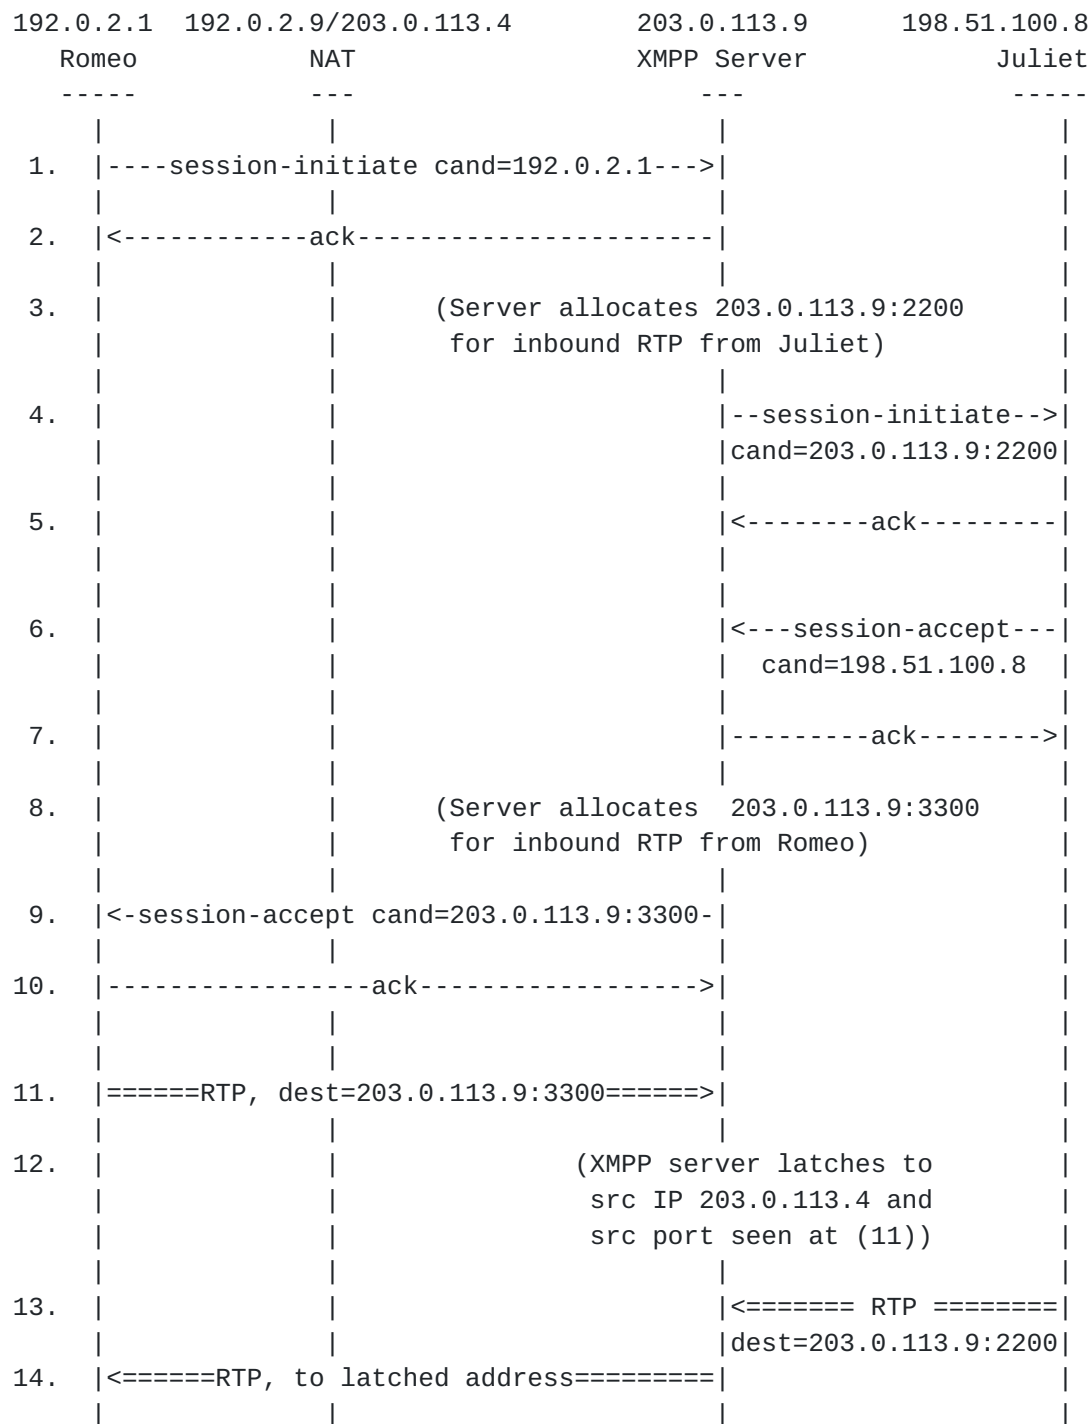 192.0.2.1  192.0.2.9/203.0.113.4        203.0.113.9      198.51.100.8
   Romeo           NAT                  XMPP Server            Juliet
   -----           ---                      ---                 -----
     |              |                        |                     |
 1.  |----session-initiate cand=192.0.2.1--->|                     |
     |              |                        |                     |
 2.  |<------------ack-----------------------|                     |
     |              |                        |                     |
 3.  |              |      (Server allocates 203.0.113.9:2200      |
     |              |       for inbound RTP from Juliet)           |
     |              |                        |                     |
 4.  |              |                        |--session-initiate-->|
     |              |                        |cand=203.0.113.9:2200|
     |              |                        |                     |
 5.  |              |                        |<--------ack---------|
     |              |                        |                     |
     |              |                        |                     |
 6.  |              |                        |<---session-accept---|
     |              |                        |  cand=198.51.100.8  |
     |              |                        |                     |
 7.  |              |                        |---------ack-------->|
     |              |                        |                     |
 8.  |              |      (Server allocates  203.0.113.9:3300     |
     |              |       for inbound RTP from Romeo)            |
     |              |                        |                     |
 9.  |<-session-accept cand=203.0.113.9:3300-|                     |
     |              |                        |                     |
10.  |-----------------ack------------------>|                     |
     |              |                        |                     |
     |              |                        |                     |
11.  |======RTP, dest=203.0.113.9:3300======>|                     |
     |              |                        |                     |
12.  |              |               (XMPP server latches to        |
     |              |                src IP 203.0.113.4 and        |
     |              |                src port seen at (11))        |
     |              |                        |                     |
13.  |              |                        |<======= RTP ========|
     |              |                        |dest=203.0.113.9:2200|
14.  |<======RTP, to latched address=========|                     |
     |              |                        |                     |